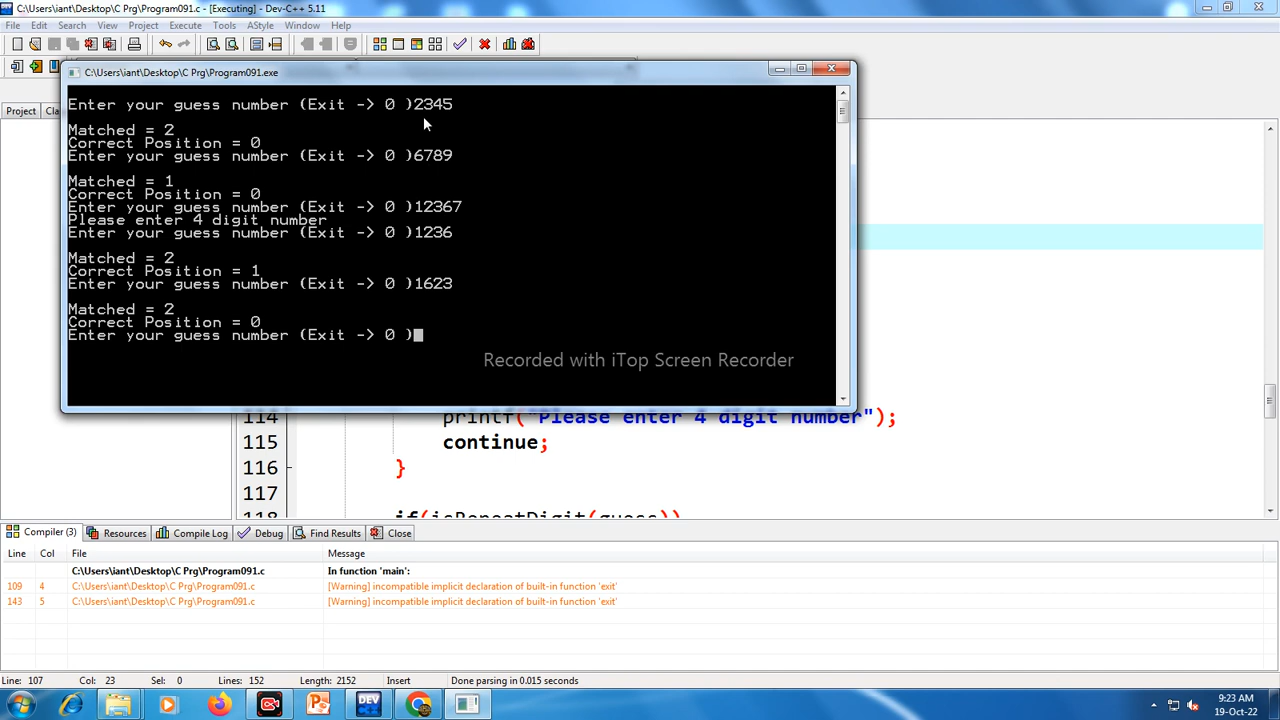 C:\Users\iant\Desktop\C Prg\Program091.c - [Executing] - Dev-C++ 5.11
File Edit Search View Project Execute Tools AStyle Window Help
C:\Users\iant\Desktop\C Prg\Program091.exe
Project Cla
Enter your guess number (Exit -> 0 )2345
Matched = 2
Correct Position = 0
Enter your guess number (Exit -> 0 )6789
Matched = 1
Correct Position = 0
Enter your guess number (Exit -> 0 )12367
Please enter 4 digit number
Enter your guess number (Exit -> 0 )1236
Matched = 2
Correct Position = 1
Enter your guess number (Exit -> 0 )1623
Matched = 2
Correct Position = 0
Enter your guess number (Exit -> 0 )
Recorded with iTop Screen Recorder
114 printf("Please enter 4 digit number");
115 continue;
116 }
117
118 if(isRepeatDigit(guess))
Compiler (3) Resources Compile Log Debug Find Results Close
Line Col File Message
C:\Users\iant\Desktop\C Prg\Program091.c In function 'main':
109 4 C:\Users\iant\Desktop\C Prg\Program091.c [Warning] incompatible implicit declaration of built-in function 'exit'
143 5 C:\Users\iant\Desktop\C Prg\Program091.c [Warning] incompatible implicit declaration of built-in function 'exit'
Line: 107 Col: 23 Sel: 0 Lines: 152 Length: 2152 Insert Done parsing in 0.015 seconds
9:23 AM
19-Oct-22